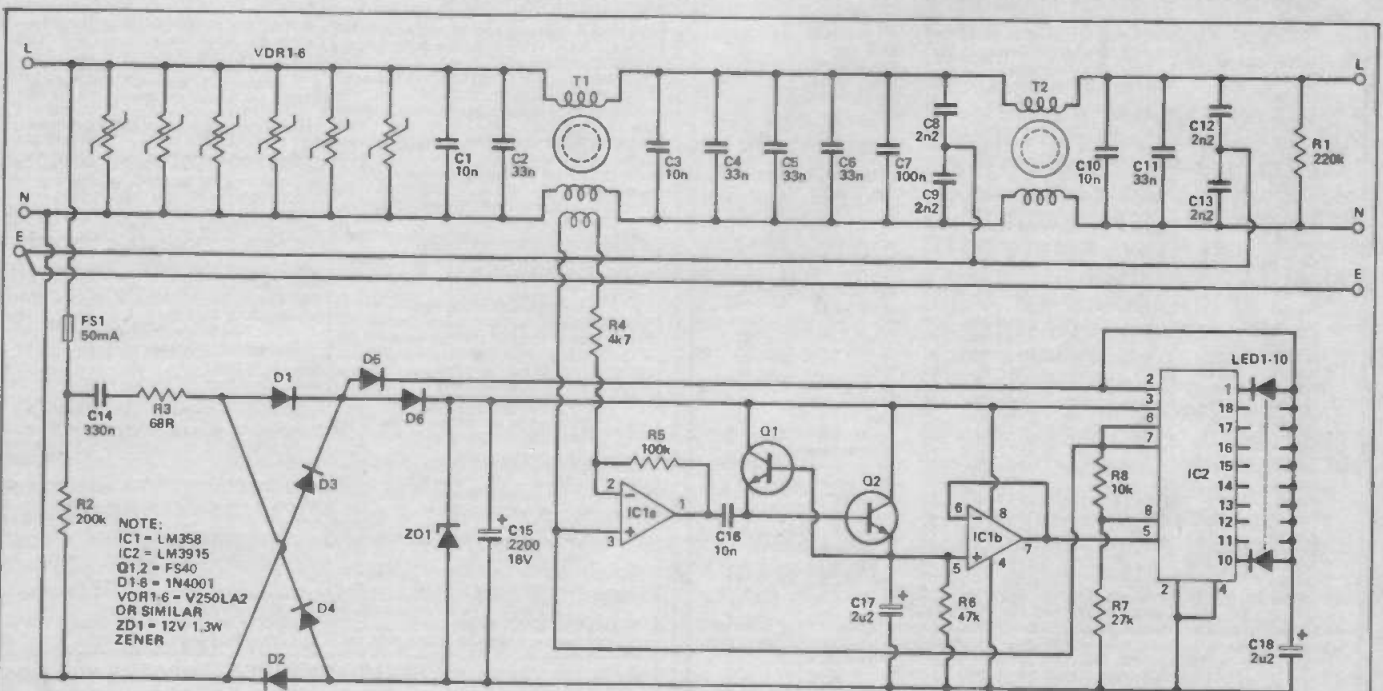 L
VDR1-6
T1
T2
L
C1
10n
C2
33n
C3
10n
C4
33n
C5
33n
C6
33n
C7
100n
C8
2n2
C9
2n2
C10
10n
C11
33n
C12
2n2
C13
2n2
R1
220k
N
N
E
E
FS1
50mA
R4
4k7
C14
330n
R3
68R
D1
D5
D6
D3
D4
D2
R2
200k
NOTE:
IC1 = LM358
IC2 = LM3915
Q1,2 = FS40
D1-6 = 1N4001
VDR1-6 = V250LA2
OR SIMILAR
ZD1 = 12V 1.3W
ZENER
ZD1
+
C15
2200
16V
R5
100k
2
−
IC1a
1
+
3
C16
10n
Q1
Q2
C17
2u2
+
R6
47k
6
−
8
IC1b
7
+
5
4
R8
10k
R7
27k
2
3
6
7
8
5
IC2
1
18
17
16
15
14
13
12
11
10
2
4
LED1-10
C18
2u2
+